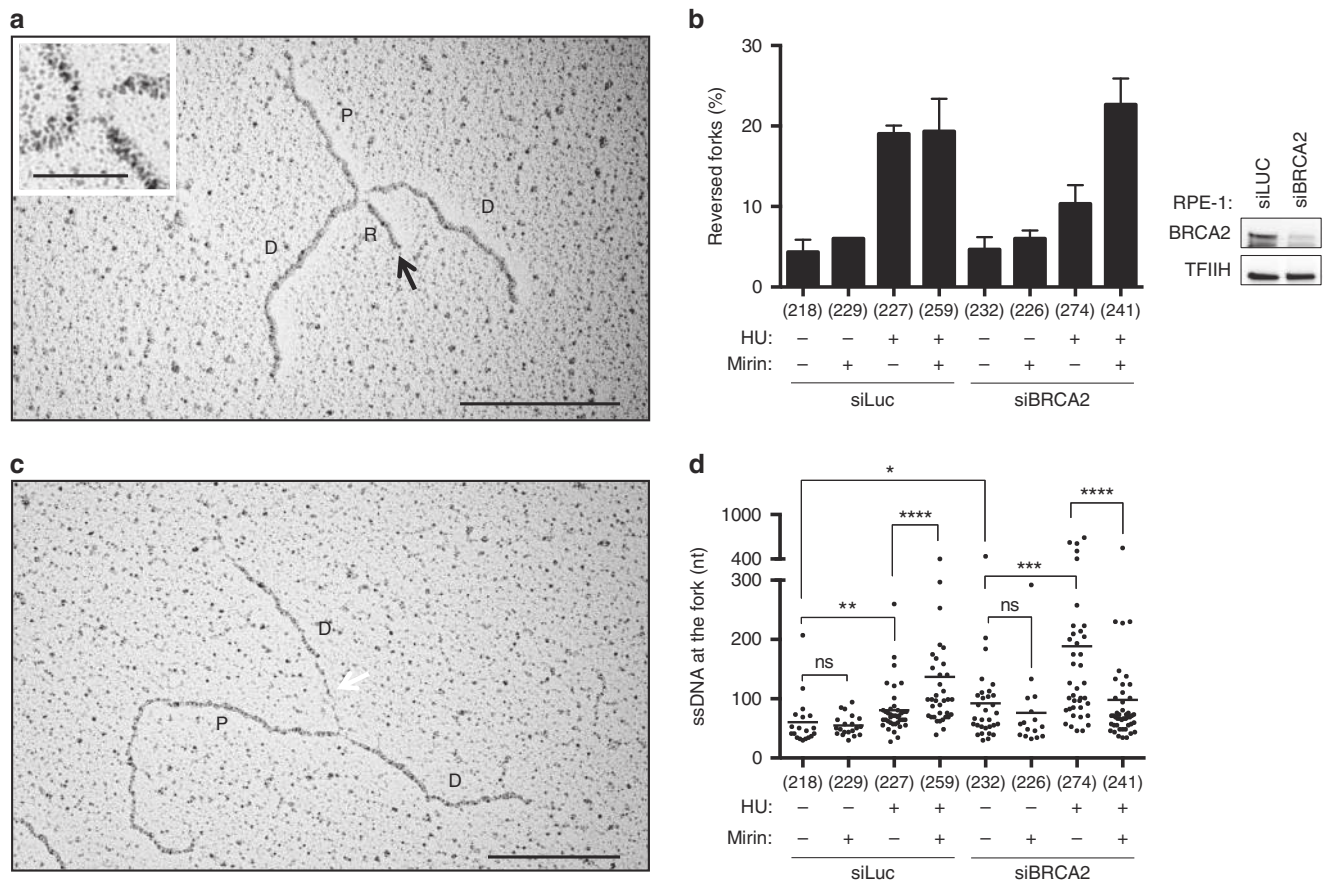 a
P
D
R
D
b
Reversed forks (%)
30
20
10
0
(218) (229) (227) (259) (232) (226) (274) (241)
HU: – – + + – – + +
Mirin: – + – + – + – +
siLuc siBRCA2
siLUC siBRCA2
RPE-1:
BRCA2
TFIIH
c
D
P
D
d
ssDNA at the fork (nt)
1000
400
300
200
100
0
*
****
****
***
**
ns
ns
(218) (229) (227) (259) (232) (226) (274) (241)
HU: – – + + – – + +
Mirin: – + – + – + – +
siLuc siBRCA2